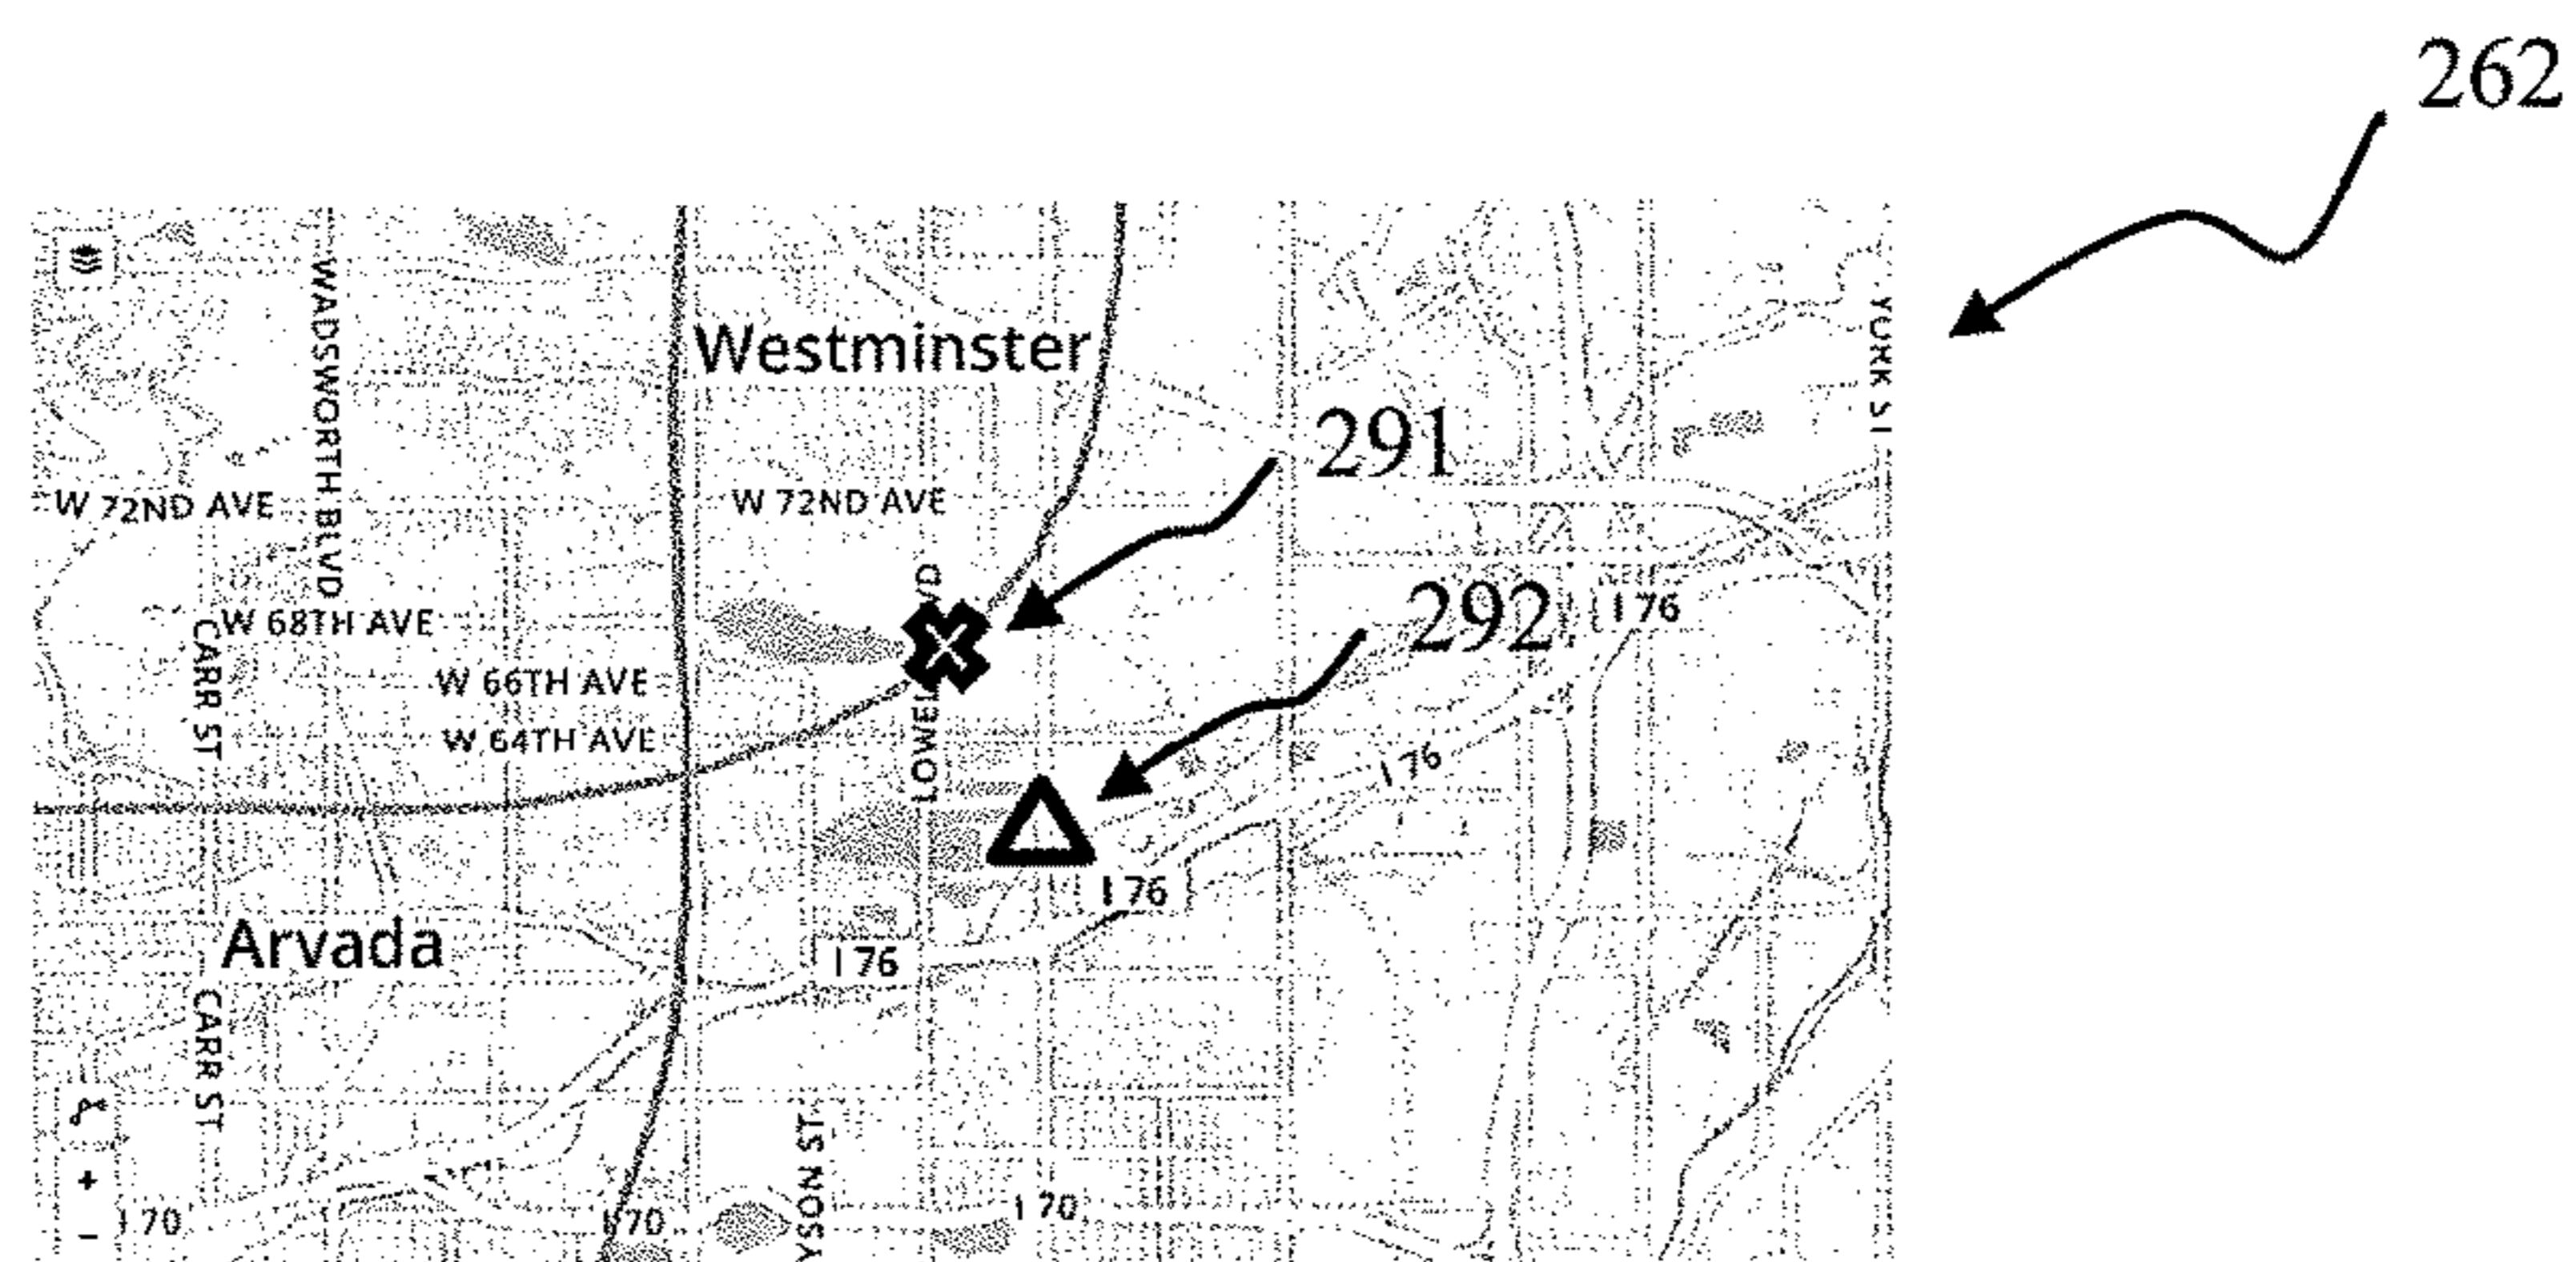 262
WADSWORTH BLVD
Westminster
YORK ST
291
W 72ND AVE
W 72ND AVE
292
I 76
W 68TH AVE
CARR ST
W 66TH AVE
W 64TH AVE
I 76
I 76
Arvada
I 76
CARR ST
+
I 70
I 70
I 70
-